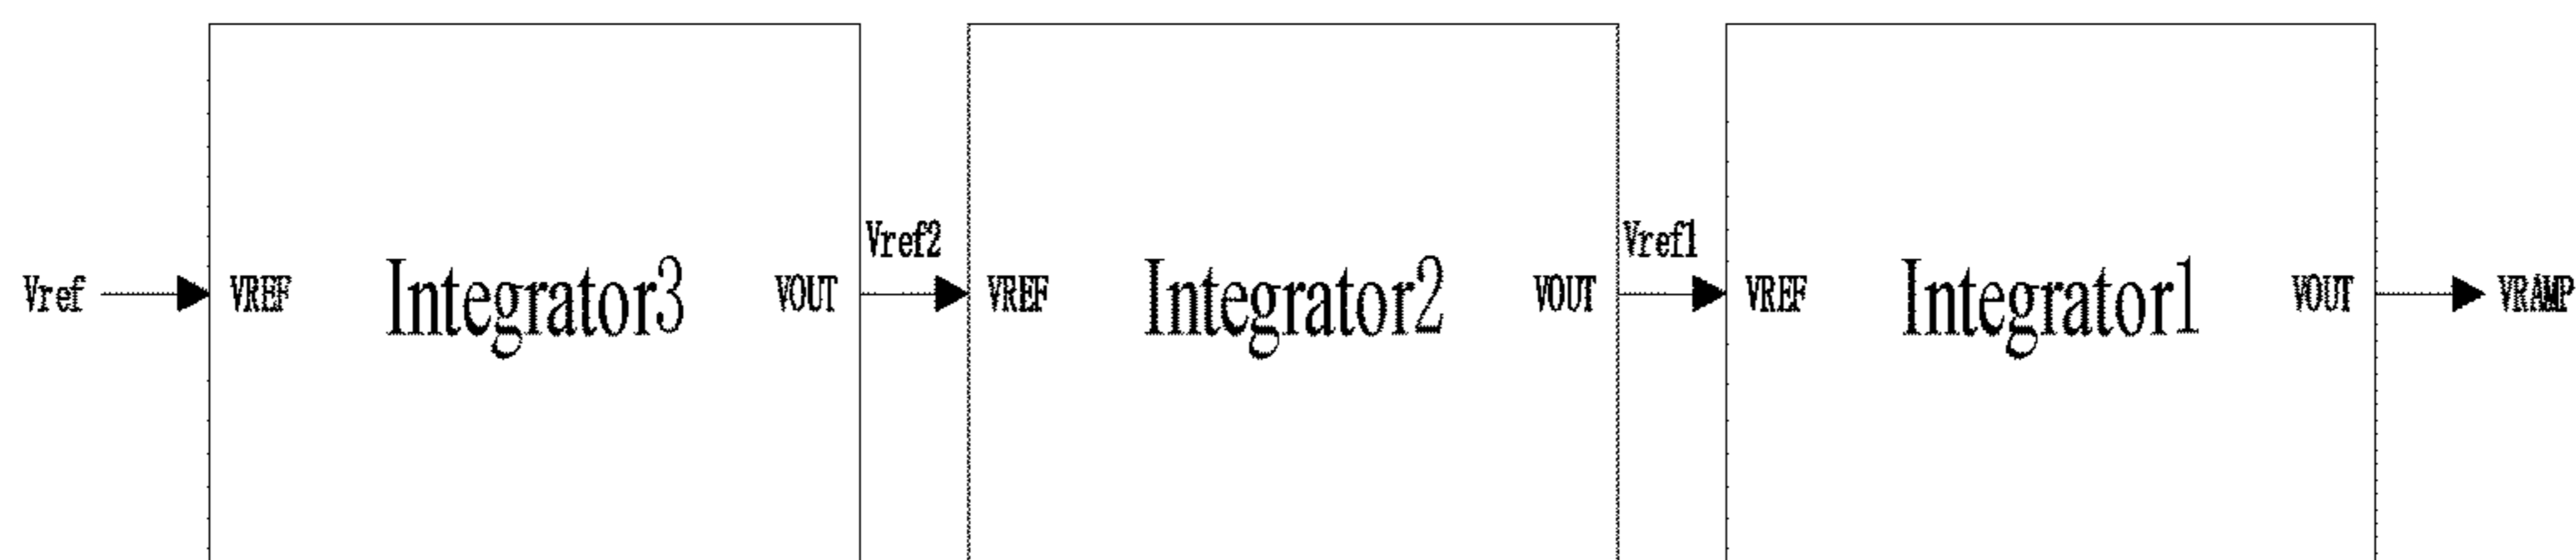 Vref2
Vref1
Vref
VREF
Integrator3
VOUT
VREF
Integrator2
VOUT
VREF
Integrator1
VOUT
VRAMP